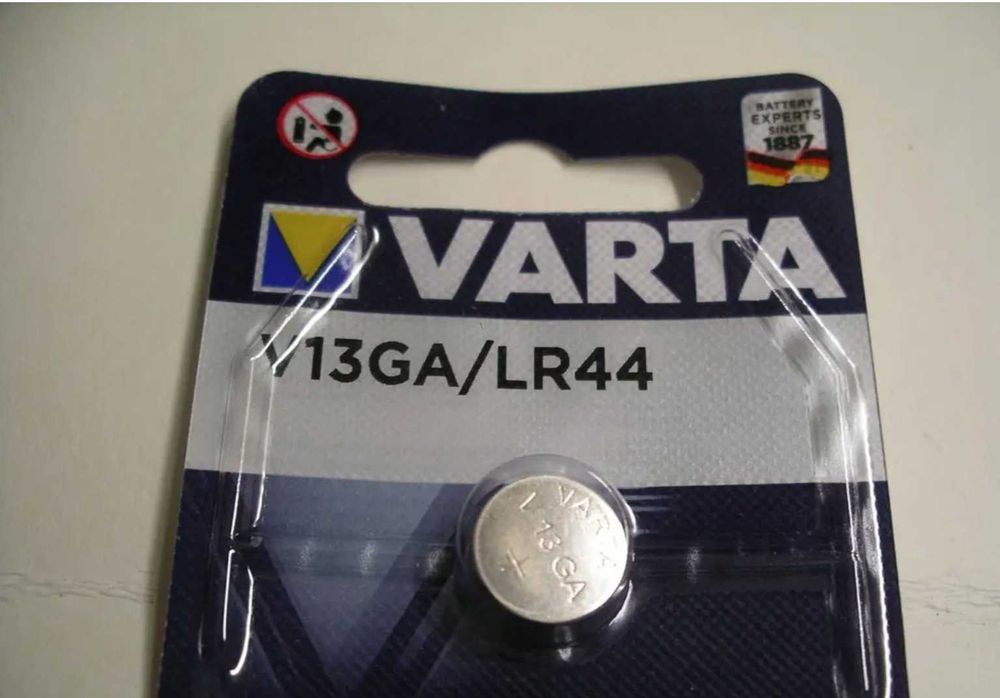 BATTERY
EXPERTS
SINCE
1887
VARTA
V13GA/LR44
VARTA
V 13 GA
+